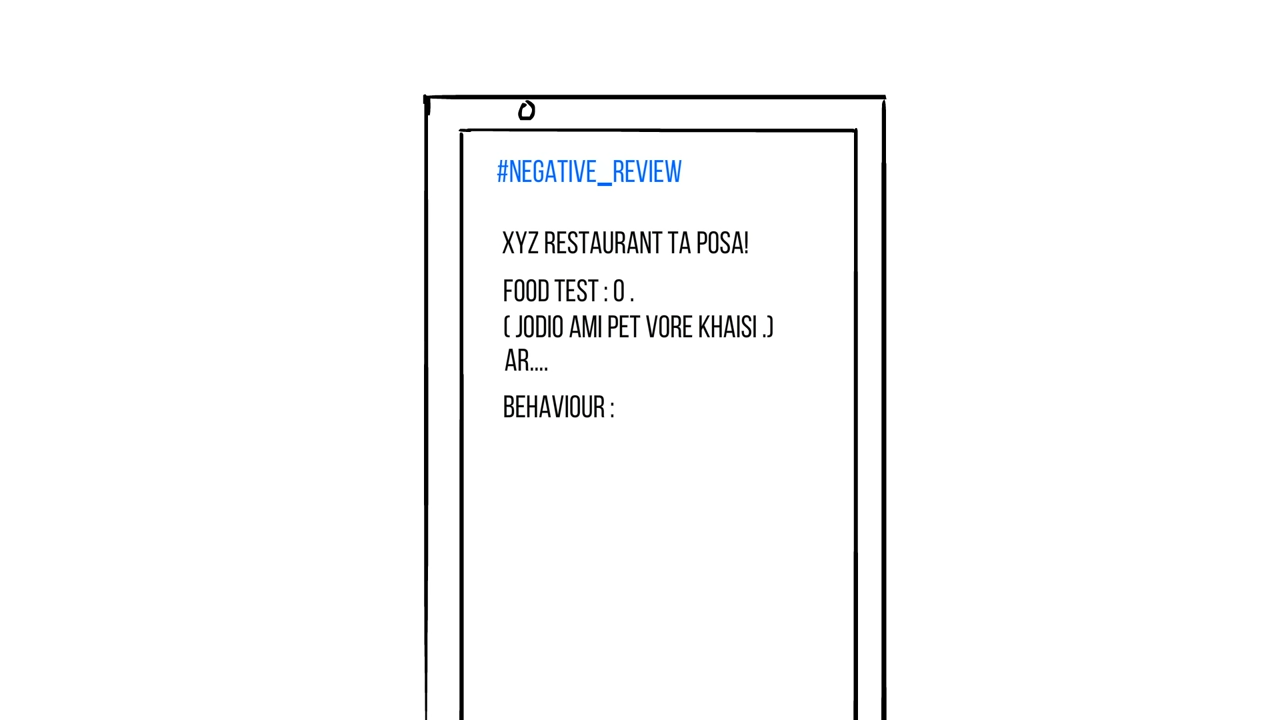 #NEGATIVE_REVIEW
XYZ RESTAURANT TA POSA!
FOOD TEST : 0 .
( JODIO AMI PET VORE KHAISI .)
AR....
BEHAVIOUR :